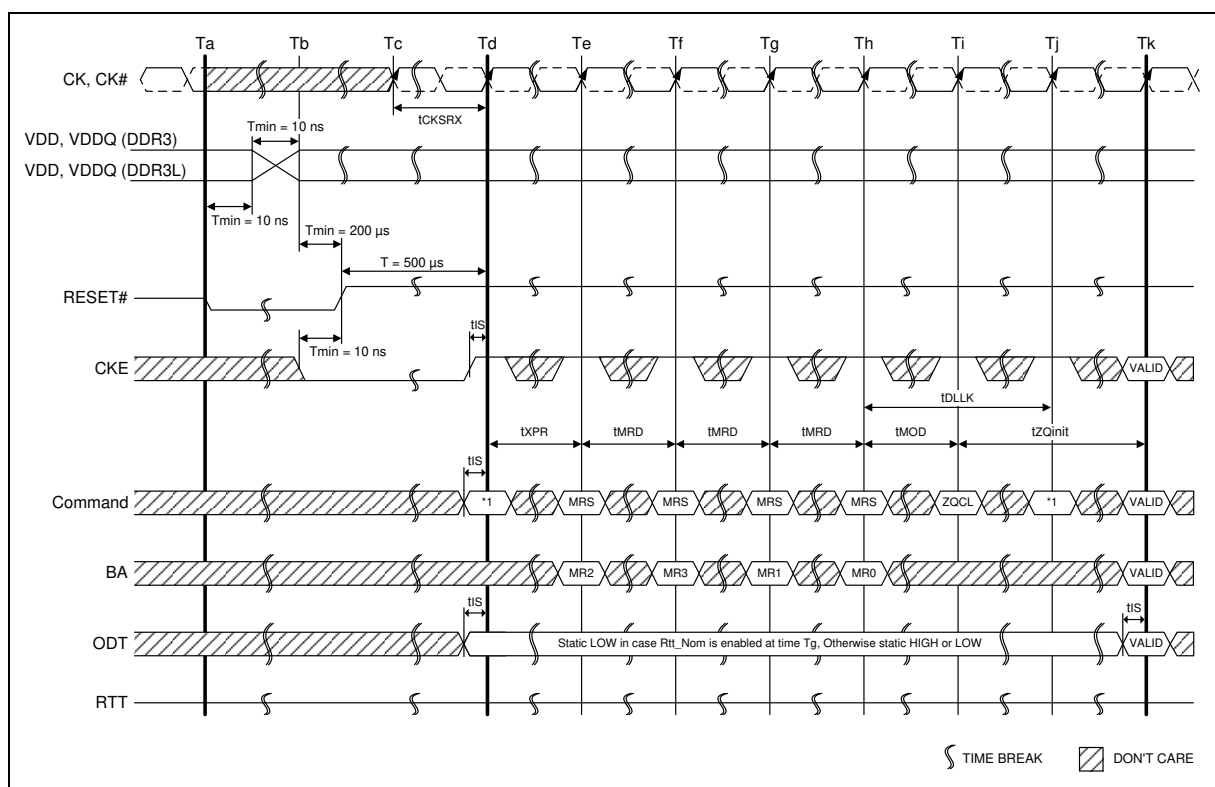 Ta Tb Tc Td Te Tf Tg Th Ti Tj Tk
CK, CK#
tCKSRX
Tmin = 10 ns
VDD, VDDQ (DDR3)
VDD, VDDQ (DDR3L)
Tmin = 10 ns
Tmin = 200 µs
T = 500 µs
RESET#
tIS
Tmin = 10 ns
CKE VALID
tDLLK
tXPR tMRD tMRD tMRD tMOD tZQinit
tIS
Command *1 MRS MRS MRS MRS ZQCL *1 VALID
BA MR2 MR3 MR1 MR0 VALID
tIS tIS
ODT Static LOW in case Rtt_Nom is enabled at time Tg, Otherwise static HIGH or LOW VALID
RTT
TIME BREAK DON'T CARE